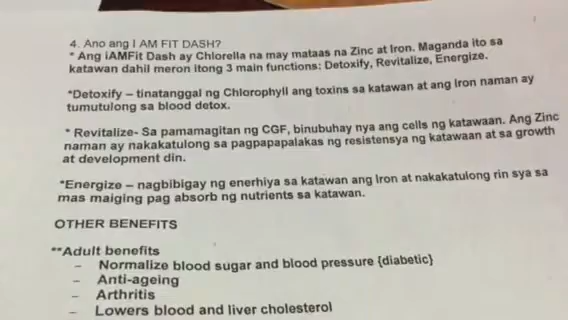 4. Ano ang I AM FIT DASH?
* Ang iAMFit Dash ay Chlorella na may mataas na Zinc at Iron. Maganda ito sa
katawan dahil meron itong 3 main functions: Detoxify, Revitalize, Energize.
*Detoxify – tinatanggal ng Chlorophyll ang toxins sa katawan at ang Iron naman ay
tumutulong sa blood detox.
* Revitalize- Sa pamamagitan ng CGF, binubuhay nya ang cells ng katawaan. Ang Zinc
naman ay nakakatulong sa pagpapapalakas ng resistensya ng katawaan at sa growth
at development din.
*Energize – nagbibigay ng enerhiya sa katawan ang Iron at nakakatulong rin sya sa
mas maiging pag absorb ng nutrients sa katawan.
OTHER BENEFITS
**Adult benefits
– Normalize blood sugar and blood pressure {diabetic}
– Anti-ageing
– Arthritis
– Lowers blood and liver cholesterol